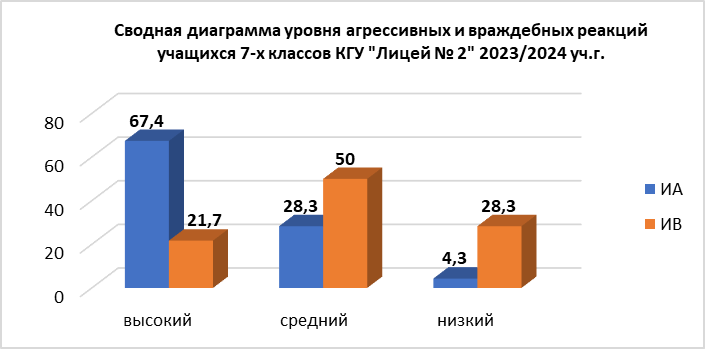 Сводная диаграмма уровня агрессивных и враждебных реакций
учащихся 7-х классов КГУ "Лицей № 2" 2023/2024 уч.г.
80
60
40
20
0
67,4
21,7
28,3
50
4,3
28,3
высокий
средний
низкий
ИА
ИВ